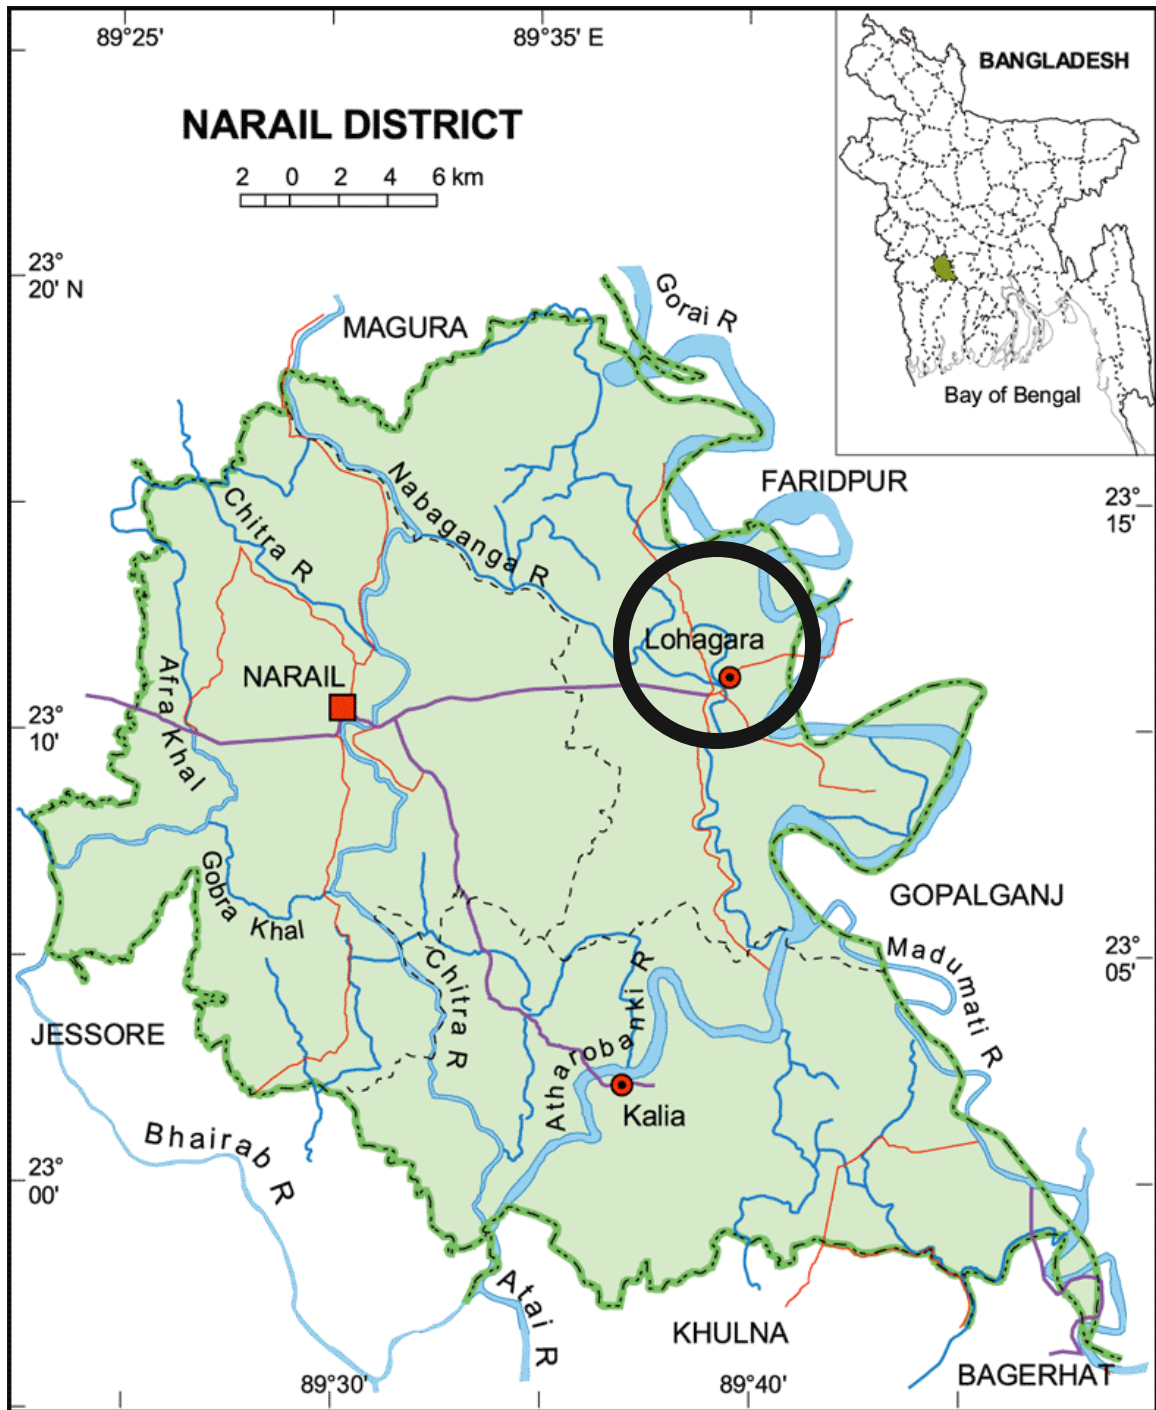 89°25'
89°35' E
BANGLADESH
NARAIL DISTRICT
2 0 2 4 6 km
23°
20' N
Gorai R
MAGURA
Bay of Bengal
FARIDPUR
Nabaganga R
Chitra R
23°
15'
Lohagara
NARAIL
Afra Khal
23°
10'
Gobra Khal
GOPALGANJ
Madumati R
23°
05'
Chitra R
Atharobanki R
JESSORE
Kalia
Bhairab R
23°
00'
Atai R
KHULNA
BAGERHAT
89°30'
89°40'